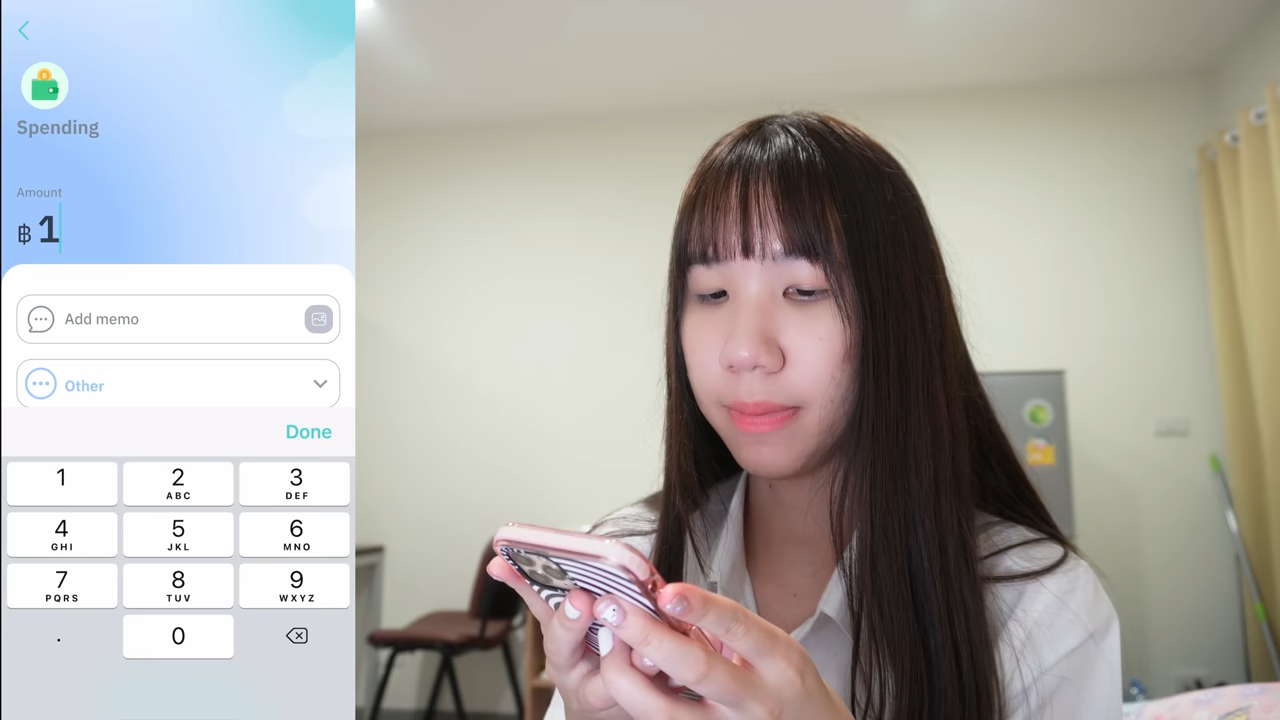 Spending
Amount
฿ 1
Add memo
Other
Done
1
2 ABC
3 DEF
4 GHI
5 JKL
6 MNO
7 PQRS
8 TUV
9 WXYZ
.
0